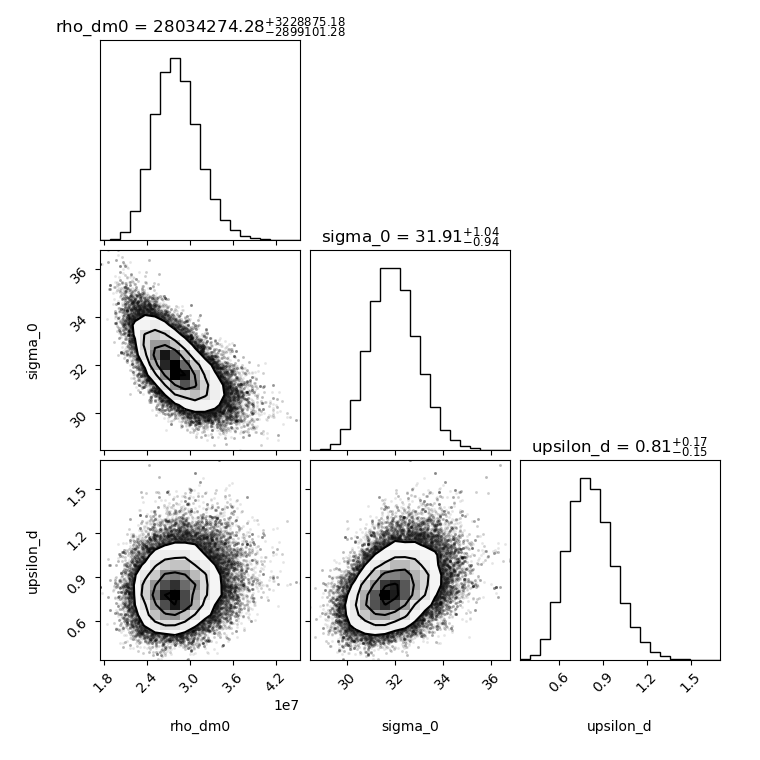 rho_dm0 = 28034274.28+3228875.18
−2899101.28
sigma_0 = 31.91+1.04
−0.94
36
34
32
30
sigma_0
upsilon_d = 0.81+0.17
−0.15
1.5
1.2
0.9
0.6
upsilon_d
1.8 2.4 3.0 3.6 4.2
1e7
rho_dm0
30 32 34 36
sigma_0
0.6 0.9 1.2 1.5
upsilon_d